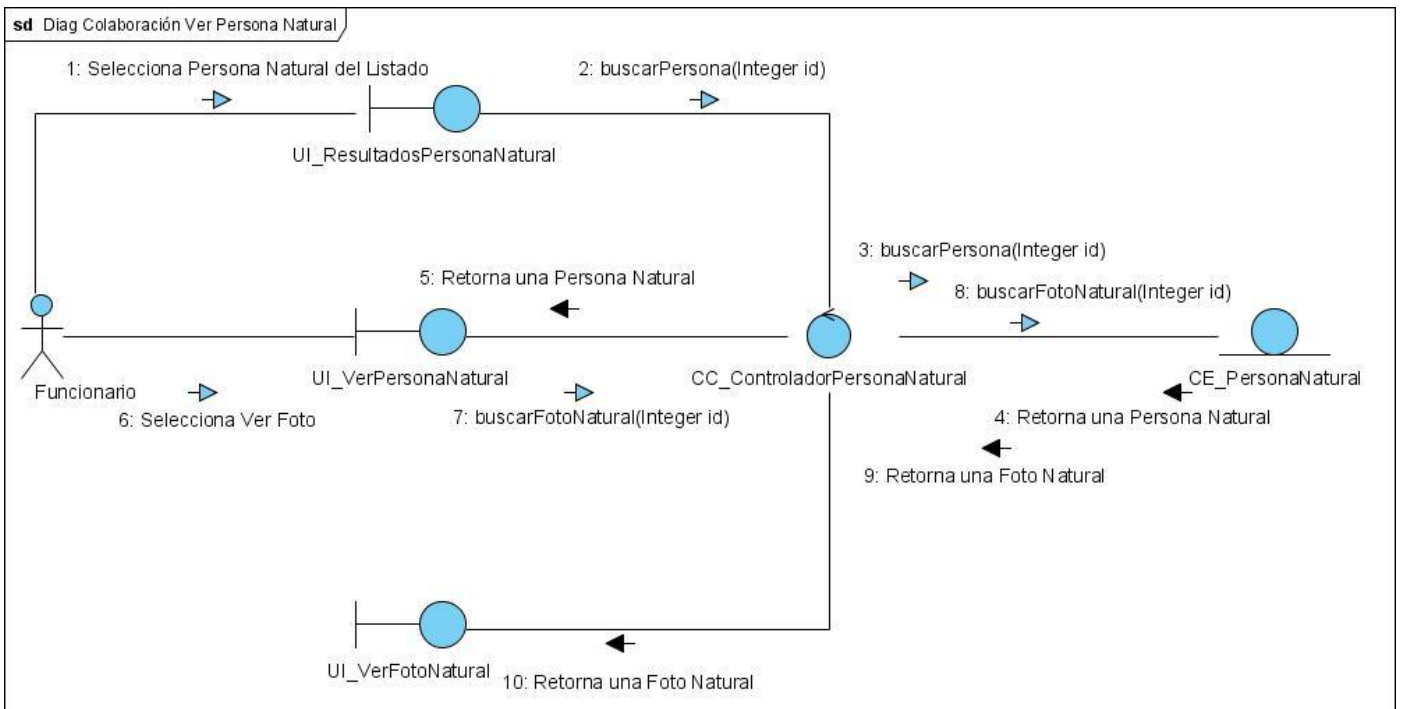 sd Diag Colaboración Ver Persona Natural
1: Selecciona Persona Natural del Listado
2: buscarPersona(Integer id)
UI_ResultadosPersonaNatural
3: buscarPersona(Integer id)
5: Retorna una Persona Natural
8: buscarFotoNatural(Integer id)
Funcionario
UI_VerPersonaNatural
CC_ControladorPersonaNatural
CE_PersonaNatural
6: Selecciona Ver Foto
7: buscarFotoNatural(Integer id)
4: Retorna una Persona Natural
9: Retorna una Foto Natural
UI_VerFotoNatural
10: Retorna una Foto Natural